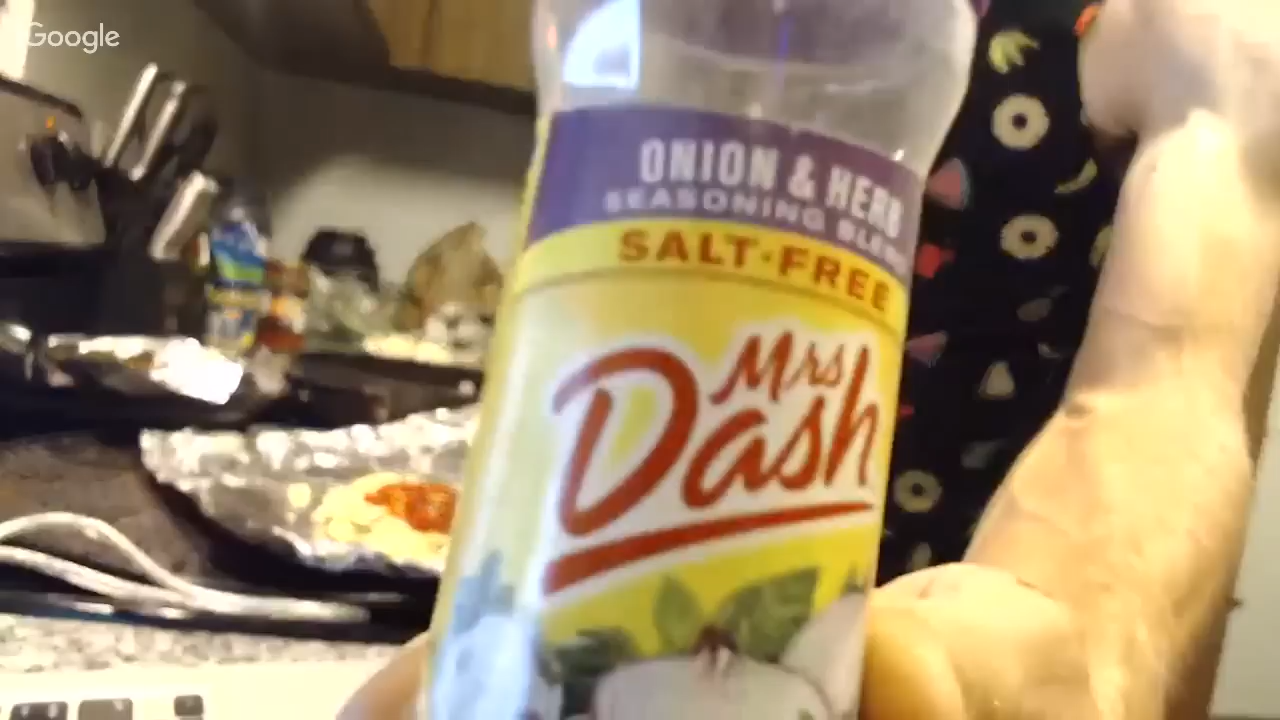 Google
ONION & HERB
SEASONING BLEND
SALT-FREE
Mrs
Dash